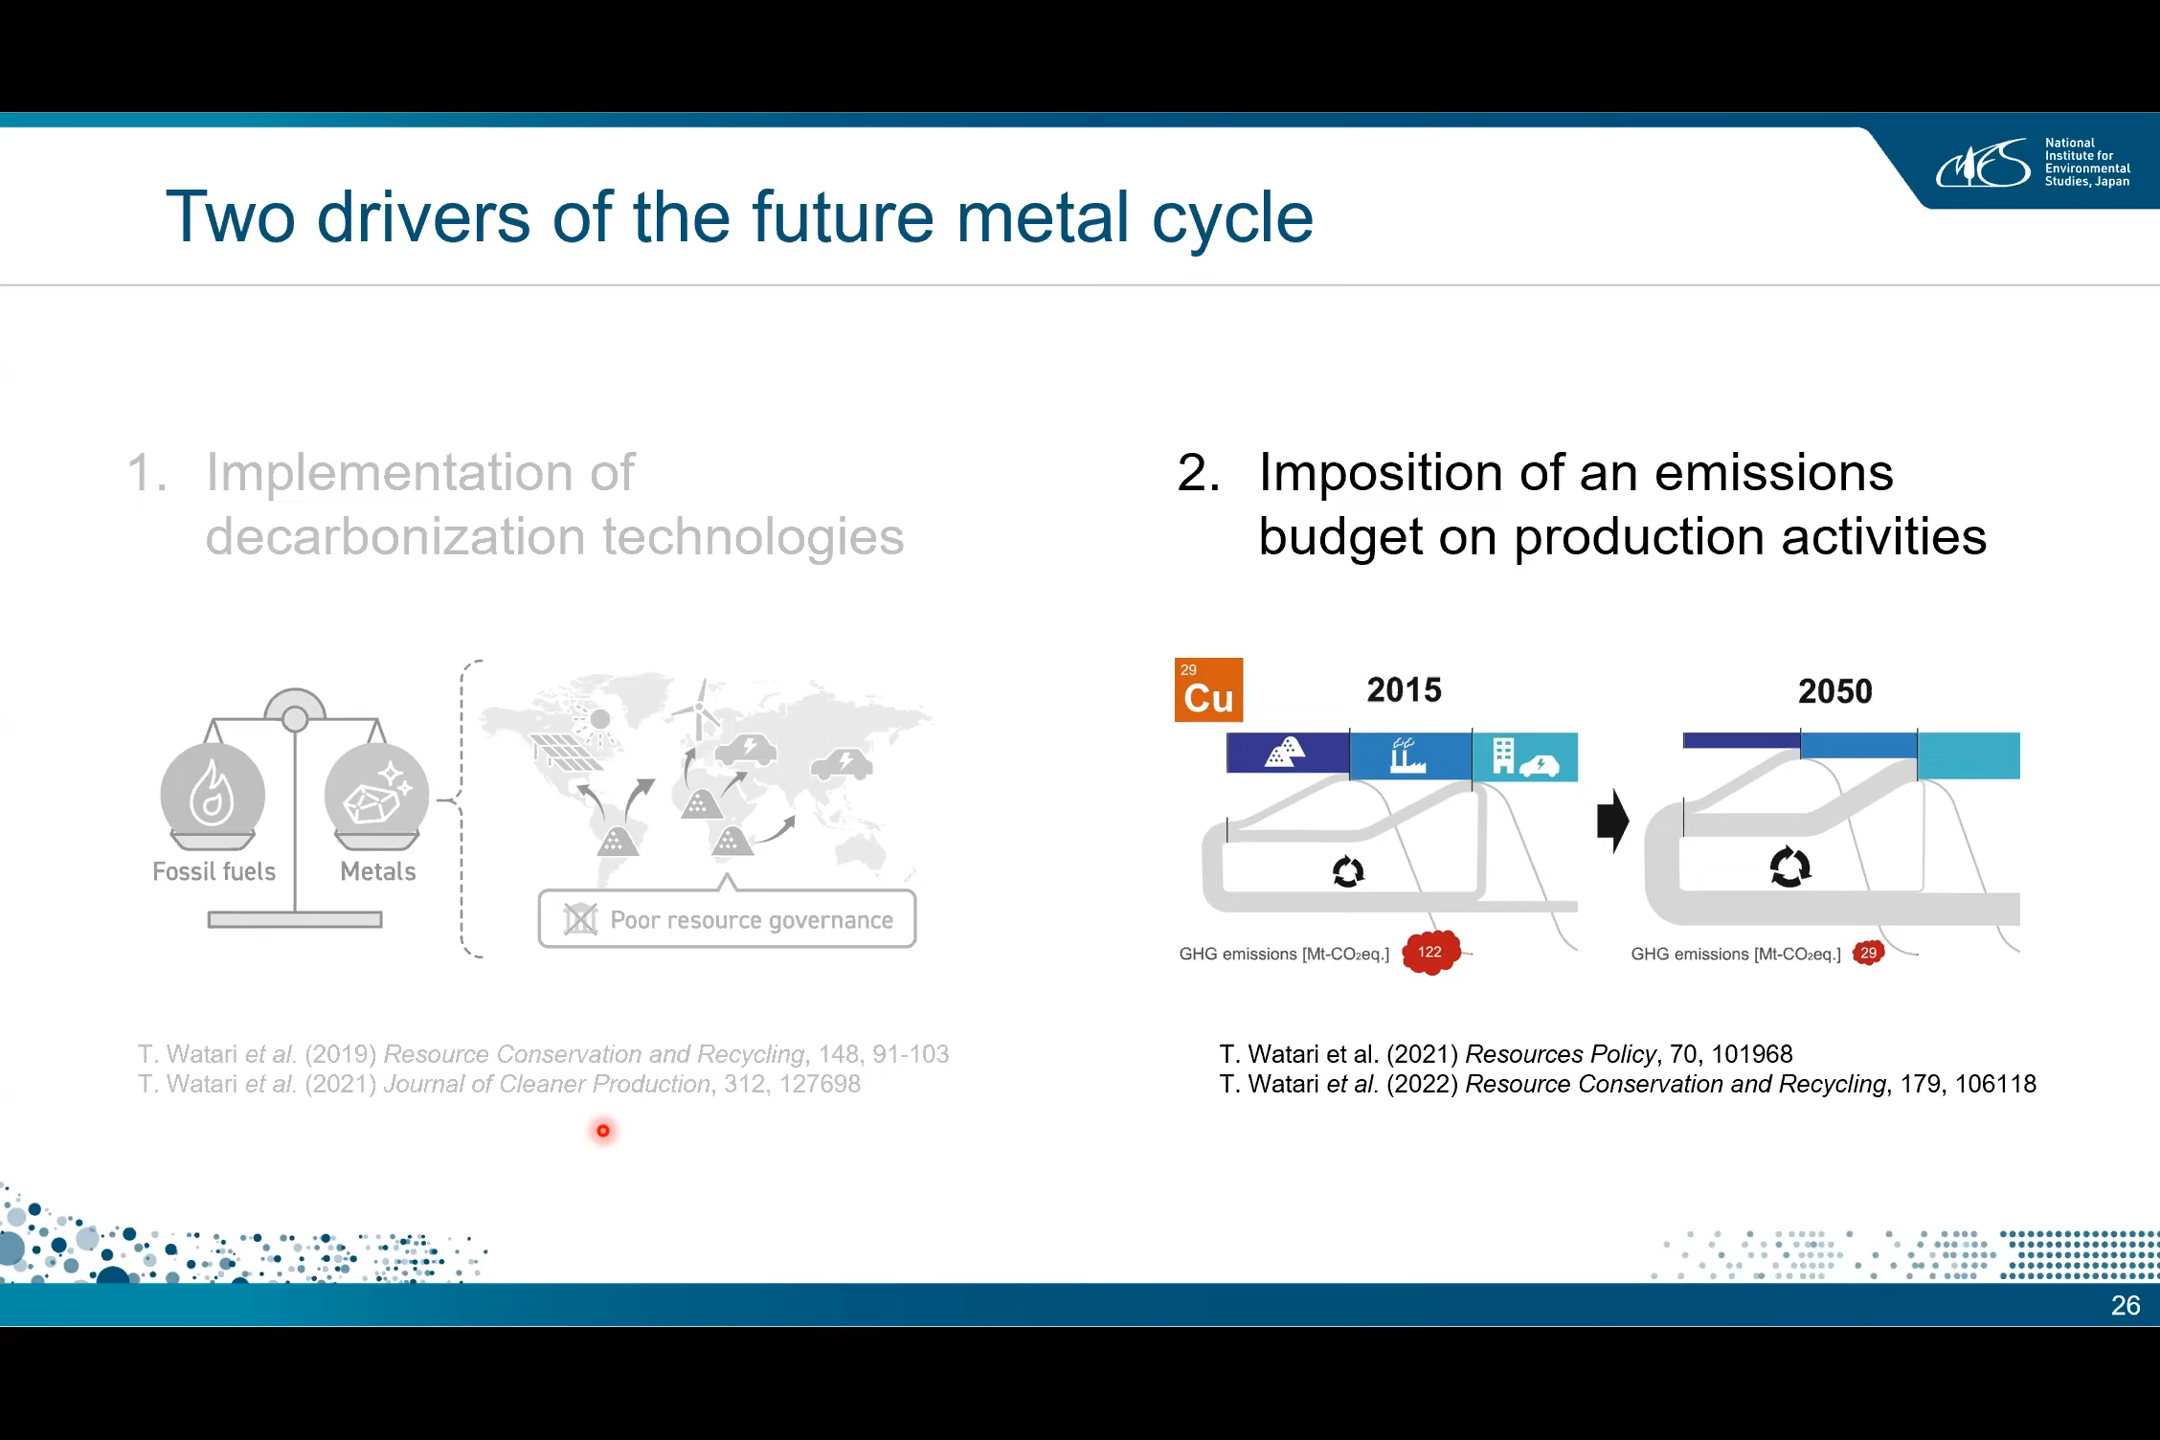 National
Institute for
Environmental
Studies, Japan
Two drivers of the future metal cycle
1. Implementation of
decarbonization technologies
Fossil fuels
Metals
Poor resource governance
T. Watari et al. (2019) Resource Conservation and Recycling, 148, 91-103
T. Watari et al. (2021) Journal of Cleaner Production, 312, 127698
2. Imposition of an emissions
budget on production activities
29
Cu
2015
2050
GHG emissions [Mt-CO₂eq.] 122
GHG emissions [Mt-CO₂eq.] 29
T. Watari et al. (2021) Resources Policy, 70, 101968
T. Watari et al. (2022) Resource Conservation and Recycling, 179, 106118
26